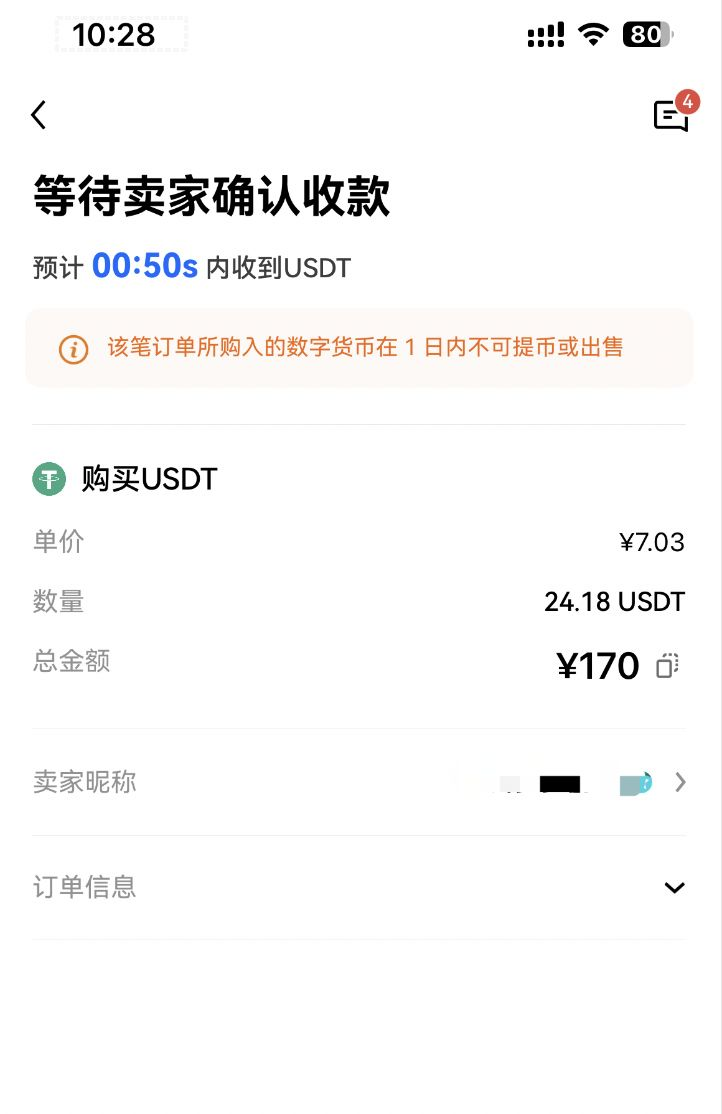 10:28
80
4
等待卖家确认收款
预计 00:50s 内收到USDT
该笔订单所购入的数字货币在 1 日内不可提币或出售
购买USDT
单价 ¥7.03
数量 24.18 USDT
总金额 ¥170
卖家昵称
订单信息